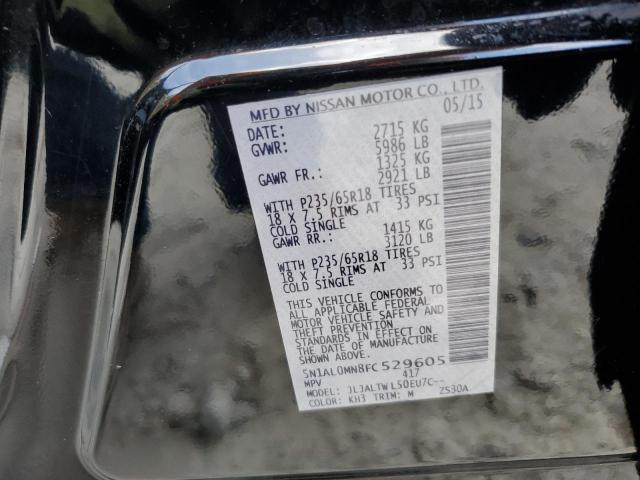 MFD BY NISSAN MOTOR CO., LTD.
DATE: 05/15
GVWR: 2715 KG
5986 LB
GAWR FR.: 1325 KG
2921 LB
WITH P235/65R18 TIRES
18 X 7.5 RIMS AT 33 PSI
COLD SINGLE
GAWR RR.: 1415 KG
3120 LB
WITH P235/65R18 TIRES
18 X 7.5 RIMS AT 33 PSI
COLD SINGLE
THIS VEHICLE CONFORMS TO
ALL APPLICABLE FEDERAL
MOTOR VEHICLE SAFETY AND
THEFT PREVENTION
STANDARDS IN EFFECT ON
THE DATE OF MANUFACTURE
SHOWN ABOVE.
5N1AL0MN8FC529605
MPV 417
MODEL: JLJALTWL50EU7C--
COLOR: KH3 TRIM: M ZS30A